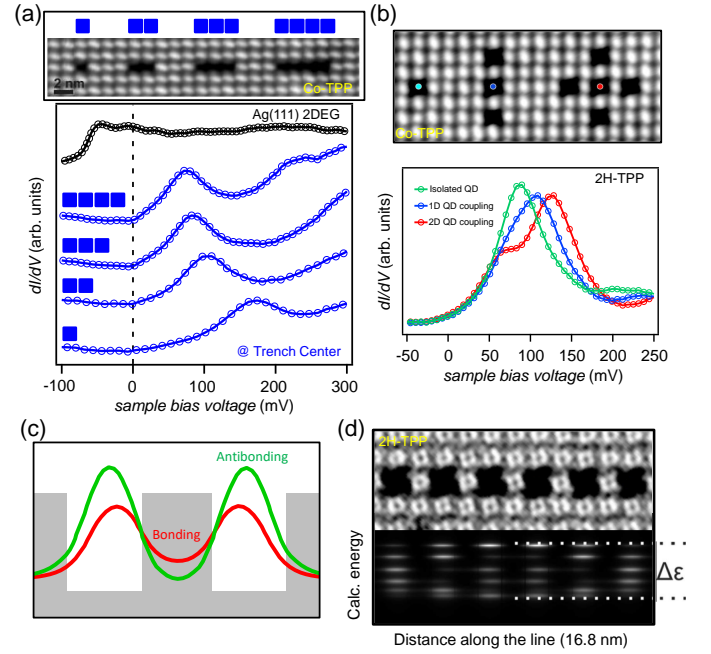 (a)
2 nm
Co-TPP
Ag(111) 2DEG
dI/dV (arb. units)
@ Trench Center
-100
0
100
200
300
sample bias voltage (mV)
(b)
Co-TPP
2H-TPP
Isolated QD
1D QD coupling
2D QD coupling
dI/dV (arb. units)
-50
0
50
100
150
200
250
sample bias voltage (mV)
(c)
Antibonding
Bonding
(d)
2H-TPP
Calc. energy
Δε
Distance along the line (16.8 nm)